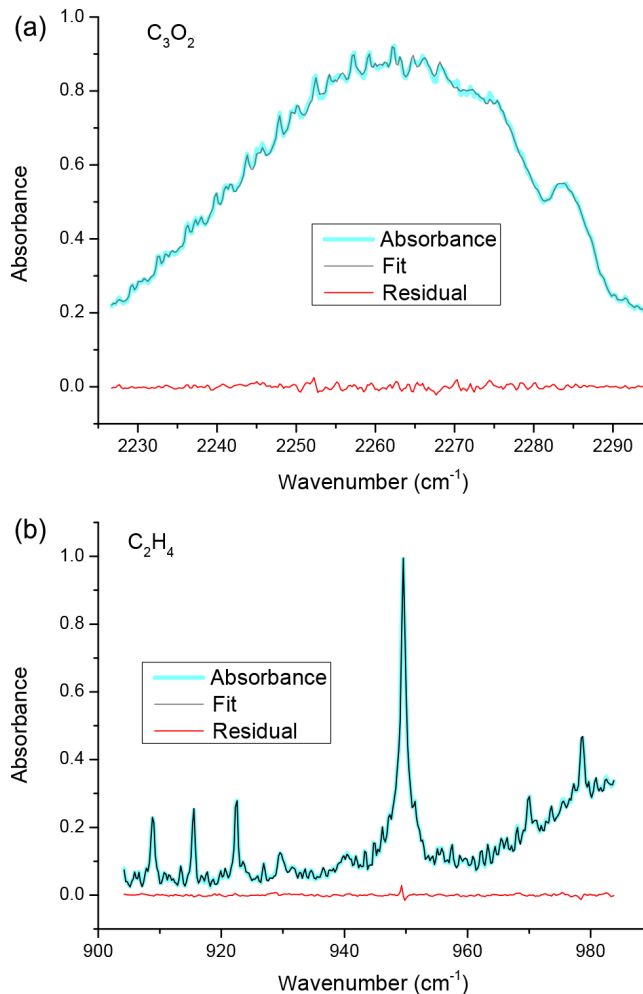 (a)
C₃O₂
1.0
0.8
0.6
0.4
0.2
0.0
Absorbance
Absorbance
Fit
Residual
2230 2240 2250 2260 2270 2280 2290
Wavenumber (cm⁻¹)
(b)
C₂H₄
1.0
0.8
0.6
0.4
0.2
0.0
Absorbance
Absorbance
Fit
Residual
900 920 940 960 980
Wavenumber (cm⁻¹)